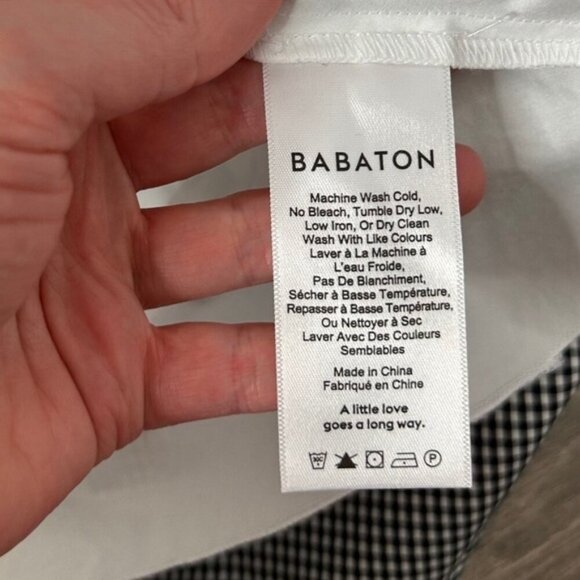 BABATON
Machine Wash Cold,
No Bleach, Tumble Dry Low,
Low Iron, Or Dry Clean
Wash With Like Colours
Laver à La Machine à
L'eau Froide,
Pas De Blanchiment,
Sécher à Basse Température,
Repasser à Basse Température,
Ou Nettoyer à Sec
Laver Avec Des Couleurs
Semblables
Made in China
Fabriqué en Chine
A little love
goes a long way.
30C P